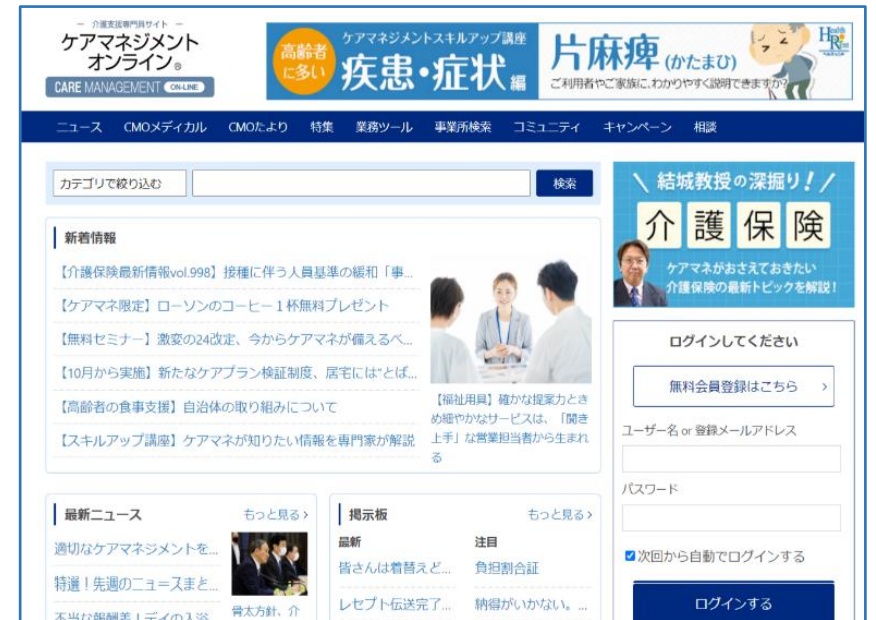 介護支援専門員サイト
ケアマネジメント
オンライン®
CARE MANAGEMENT ON-LINE
高齢者
に多い
ケアマネジメントスキルアップ講座
疾患・症状 編
片麻痺 (かたまひ)
ご利用者やご家族に、わかりやすく説明できますか?
ニュース CMOメディカル CMOたより 特集 業務ツール 事業所検索 コミュニティ キャンペーン 相談
カテゴリで絞り込む
検索
新着情報
【介護保険最新情報vol.998】接種に伴う人員基準の緩和「事...
【ケアマネ限定】ローソンのコーヒー1杯無料プレゼント
【無料セミナー】激変の24改定、今からケアマネが備えるべ...
【10月から実施】新たなケアプラン検証制度、居宅には“とば...
【高齢者の食事支援】自治体の取り組みについて
【スキルアップ講座】ケアマネが知りたい情報を専門家が解説
【福祉用具】確かな提案力とき
め細やかなサービスは、「聞き
上手」な営業担当者から生まれ
る
結城教授の深掘り!
介護保険
ケアマネがおさえておきたい
介護保険の最新トピックを解説!
ログインしてください
無料会員登録はこちら ›
ユーザー名 or 登録メールアドレス
パスワード
次回から自動でログインする
ログインする
最新ニュース もっと見る›
適切なケアマネジメントを...
特選!先週のニュースまと...
不当な報酬差!デイの入浴
骨太方針、介
掲示板 もっと見る›
最新 注目
皆さんは着替えど... 負担割合証
レセプト伝送完了... 納得がいかない。...